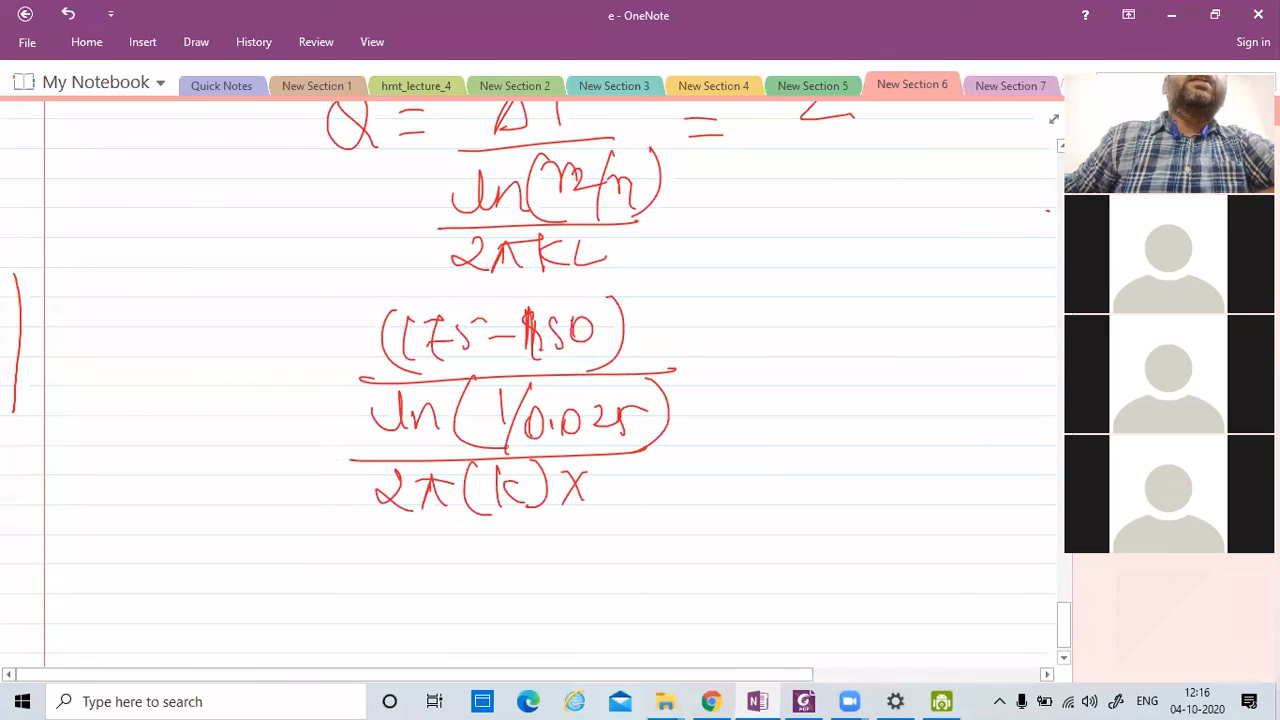 e - OneNote
?
File Home Insert Draw History Review View
Sign in
My Notebook
Quick Notes New Section 1 hmt_lecture_4 New Section 2 New Section 3 New Section 4 New Section 5 New Section 6 New Section 7
Q = ΔT =
ln(r2/r1)
2πkL
(175-150)
ln(1/0.025)
2π(k)X
Type here to search
ENG
2:16
04-10-2020